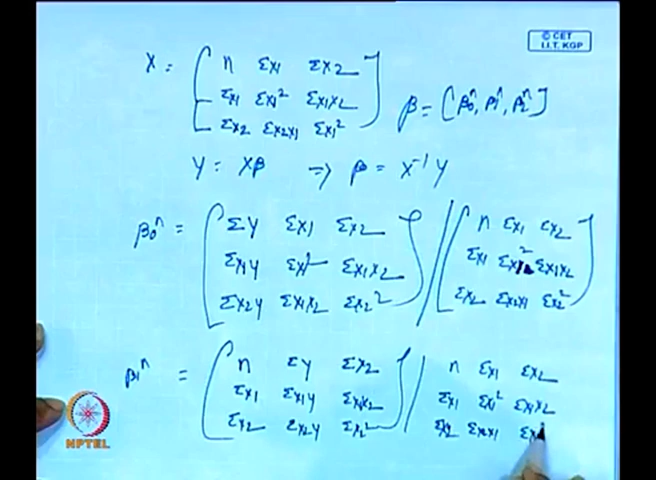 © CET
I.I.T. KGP
X = [ n Σx1 Σx2
Σx1 Σx1² Σx1x2
Σx2 Σx2x1 Σx1² ]
β = [β0^n, β1^n, β2^n]
Y = Xβ ⇒ β = X⁻¹ Y
β0^n = [ ΣY Σx1 Σx2
Σx1y Σx1² Σx1x2
Σx2y Σx1x2 Σx2² ] / [ n Σx1 Σx2
Σx1 Σx1² Σx1x2
Σx2 Σx2x1 Σx2² ]
β1^n = [ n Σy Σx2
Σx1 Σx1y Σx1x2
Σx2 Σx2y Σx2² ] / n Σx1 Σx2
Σx1 Σx1² Σx1x2
Σx2 Σx2x1 Σx
NPTEL